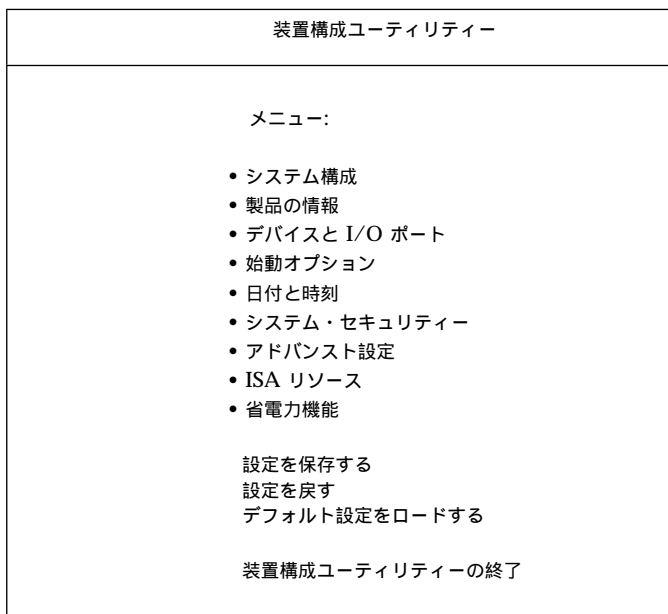 装置構成ユーティリティー
メニュー:
• システム構成
• 製品の情報
• デバイスと I/O ポート
• 始動オプション
• 日付と時刻
• システム・セキュリティー
• アドバンスト設定
• ISA リソース
• 省電力機能
設定を保存する
設定を戻す
デフォルト設定をロードする
装置構成ユーティリティーの終了